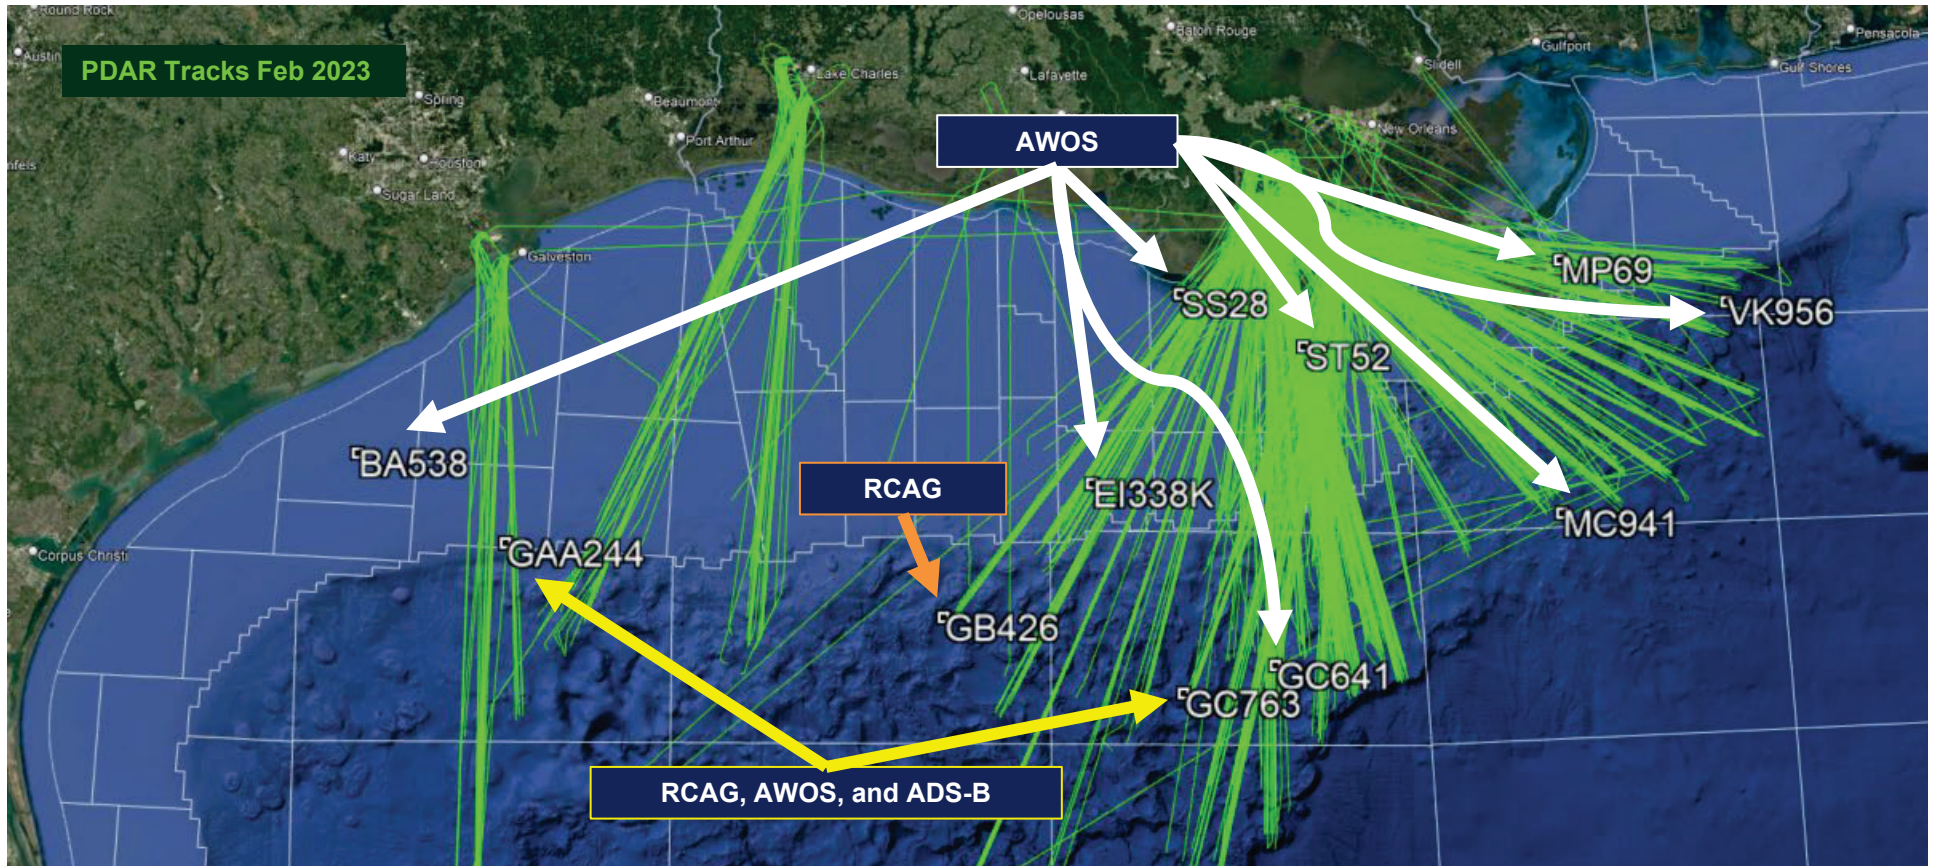 Round Rock
Opelousas
Baton Rouge
Pensacola
Gulfport
Austin
PDAR Tracks Feb 2023
Slidell
Gulf Shores
Lake Charles
Lafayette
Spring
Beaumont
New Orleans
Port Arthur
AWOS
Katy
Houston
nfels
Sugar Land
Galveston
MP69
SS28
VK956
ST52
BA538
RCAG
EI338K
MC941
Corpus Christi
GAA244
GB426
GC641
GC763
RCAG, AWOS, and ADS-B